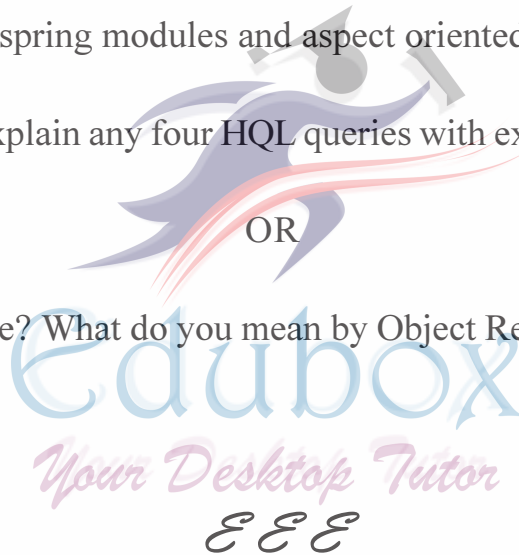 spring modules and aspect oriented
xplain any four HQL queries with ex
OR
e? What do you mean by Object Re
Edubox
Your Desktop Tutor
EEE